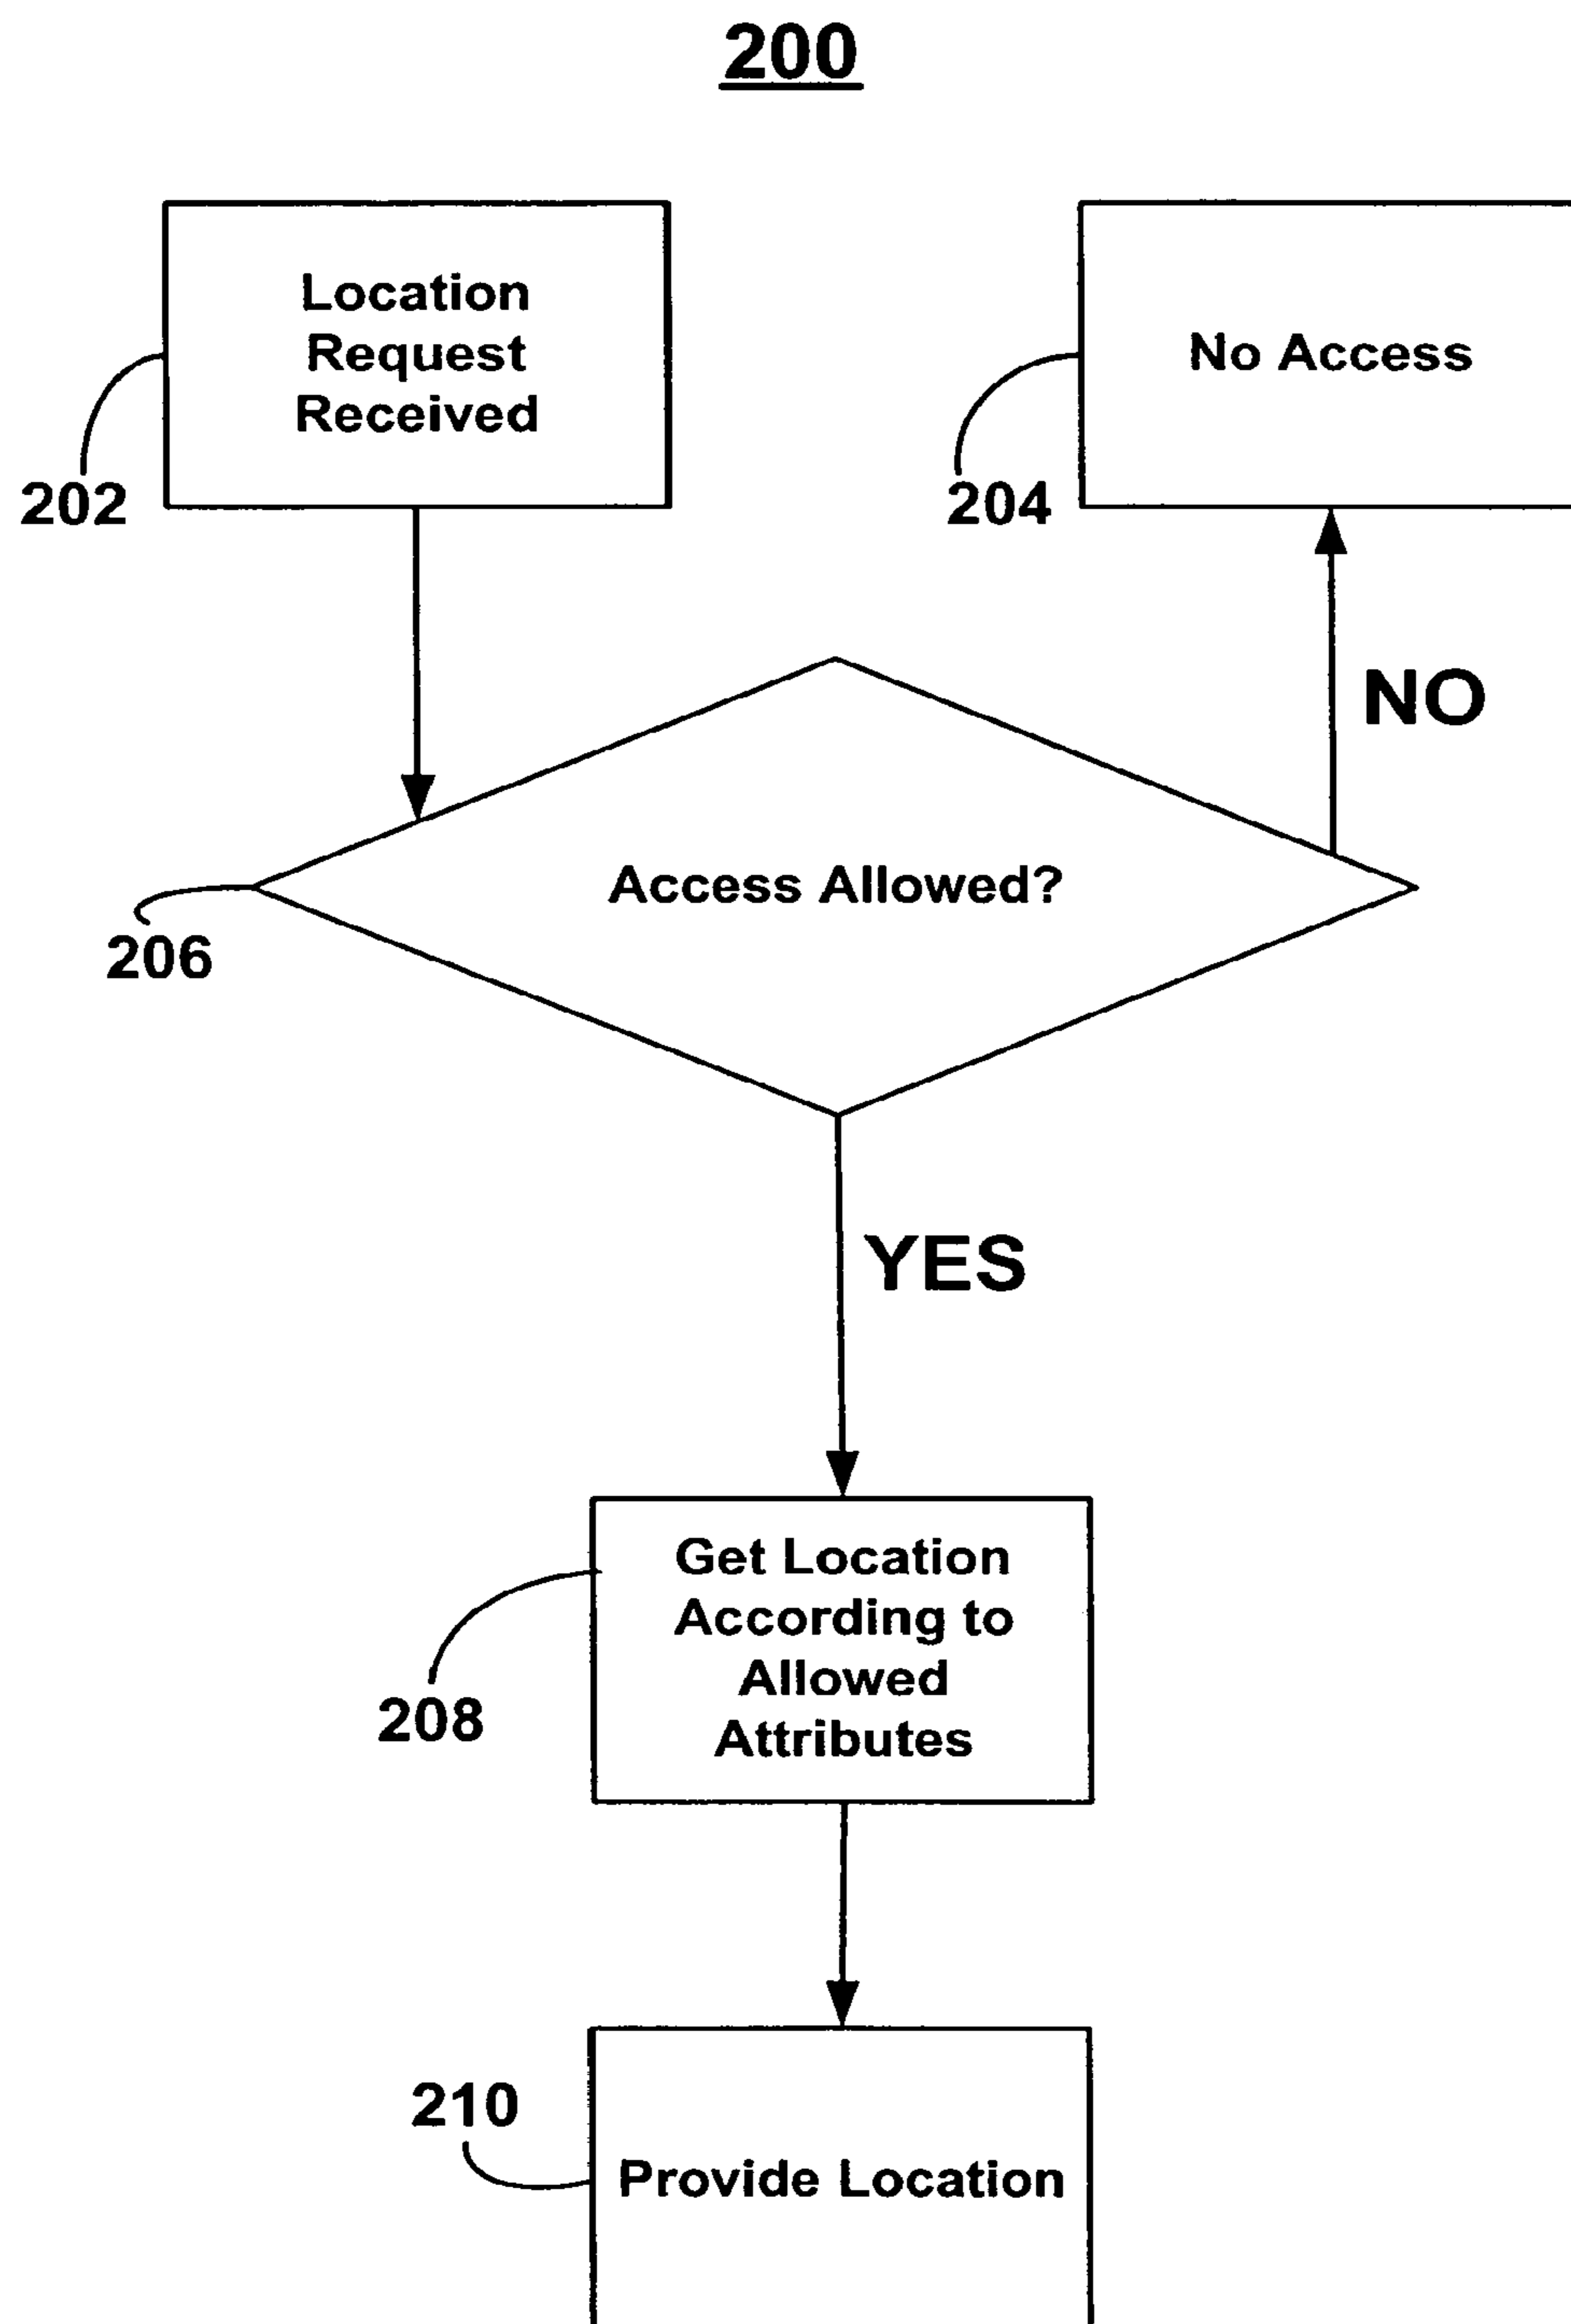 200
Location
Request
Received
No Access
202
204
NO
Access Allowed?
206
YES
Get Location
According to
Allowed
Attributes
208
210
Provide Location